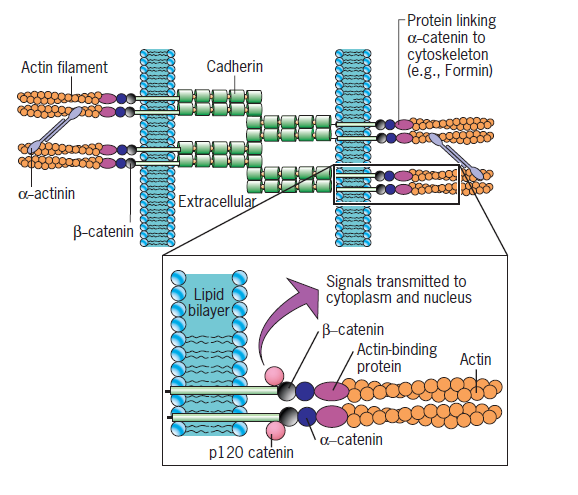 Protein linking
α-catenin to
cytoskeleton
(e.g., Formin)
Actin filament
Cadherin
α-actinin
Extracellular
β-catenin
Signals transmitted to
cytoplasm and nucleus
Lipid
bilayer
β-catenin
Actin-binding
protein
Actin
α-catenin
p120 catenin